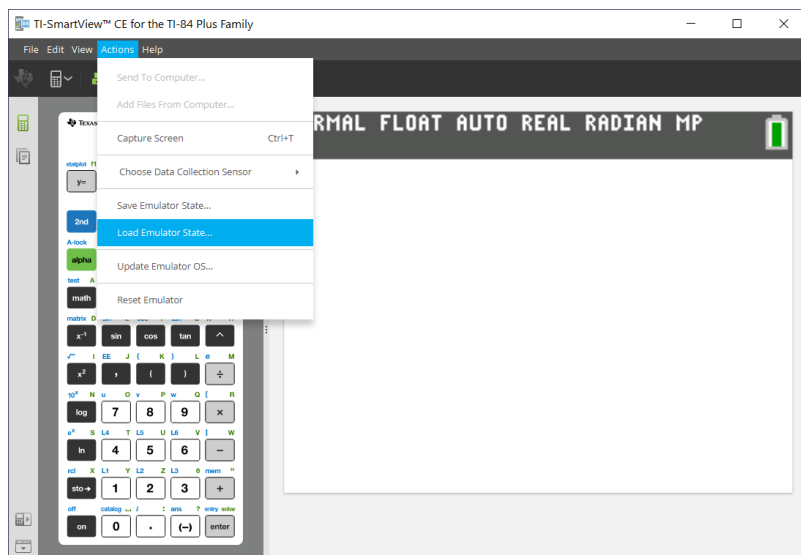 TI-SmartView™ CE for the TI-84 Plus Family
File Edit View Actions Help
Send To Computer...
Add Files From Computer...
Capture Screen Ctrl+T
Choose Data Collection Sensor
Save Emulator State...
Load Emulator State...
Update Emulator OS...
Reset Emulator
RMAL FLOAT AUTO REAL RADIAN MP
TEXAS
statplot f1
y=
2nd
A-lock
alpha
test A
math
matrix D
x⁻¹ sin cos tan ^
√‾ I EE J { K } L e M
x² , ( ) ÷
10ˣ N u O v P w Q [ R
log 7 8 9 ×
eˣ S L4 T L5 U L6 V ] W
ln 4 5 6 −
rcl X L1 Y L2 Z L3 θ mem "
sto→ 1 2 3 +
off catalog i : ans ? entry solve
on 0 . (−) enter